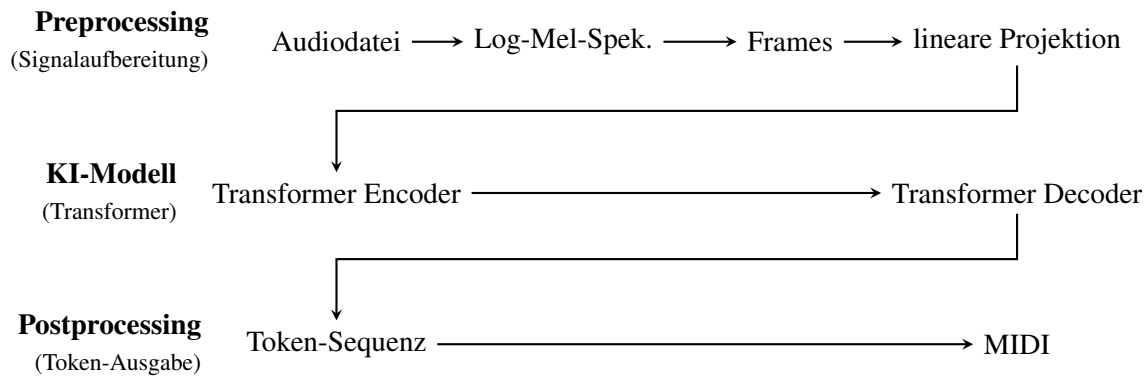 Preprocessing
(Signalaufbereitung)
Audiodatei Log-Mel-Spek. Frames lineare Projektion
KI-Modell
(Transformer)
Transformer Encoder Transformer Decoder
Postprocessing
(Token-Ausgabe)
Token-Sequenz MIDI